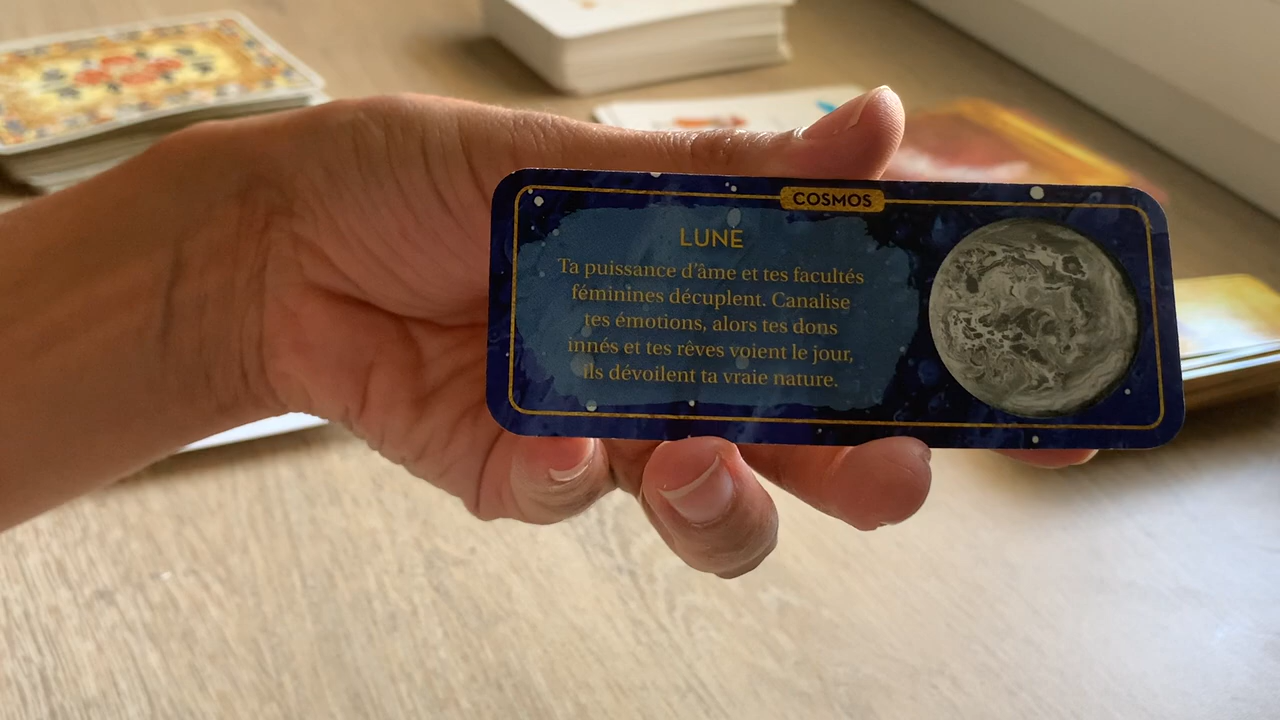 COSMOS
LUNE
Ta puissance d'âme et tes facultés
féminines décuplent. Canalise
tes émotions, alors tes dons
innés et tes rêves voient le jour,
ils dévoilent ta vraie nature.